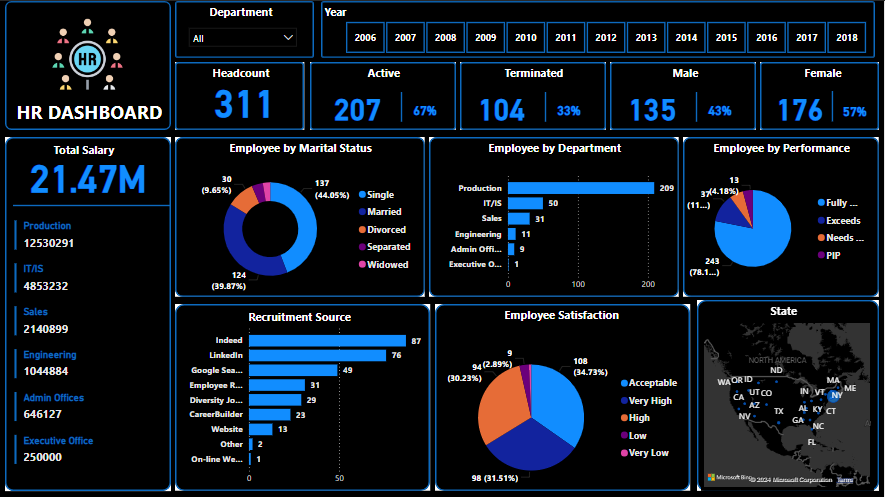 HR
HR DASHBOARD
Department
All
Year
2006 2007 2008 2009 2010 2011 2012 2013 2014 2015 2016 2017 2018
Headcount
311
Active
207 67%
Terminated
104 33%
Male
135 43%
Female
176 57%
Total Salary
21.47M
Production
12530291
IT/IS
4853232
Sales
2140899
Engineering
1044884
Admin Offices
646127
Executive Office
250000
Employee by Marital Status
30
(9.65%)
137
(44.05%)
124
(39.87%)
Single
Married
Divorced
Separated
Widowed
Employee by Department
Production 209
IT/IS 50
Sales 31
Engineering 11
Admin Offi... 9
Executive O... 1
0 100 200
Employee by Performance
13
(4.18%)
37
(11...)
243
(78.1...)
Fully ...
Exceeds
Needs ...
PIP
Recruitment Source
Indeed 87
LinkedIn 76
Google Sea... 49
Employee R... 31
Diversity Jo... 29
CareerBuilder 23
Website 13
Other 2
On-line We... 1
0 50
Employee Satisfaction
9
(2.89%)
108
(34.73%)
94
(30.23%)
98 (31.51%)
Acceptable
Very High
High
Low
Very Low
State
NORTH AMERICA
ND
WA OR ID
MA
ME
UT CO
IN VT
NY
CA
AZ
AL KY CT
NV
TX
GA
NC
FL
Microsoft Bing
© 2024 Microsoft Corporation Terms